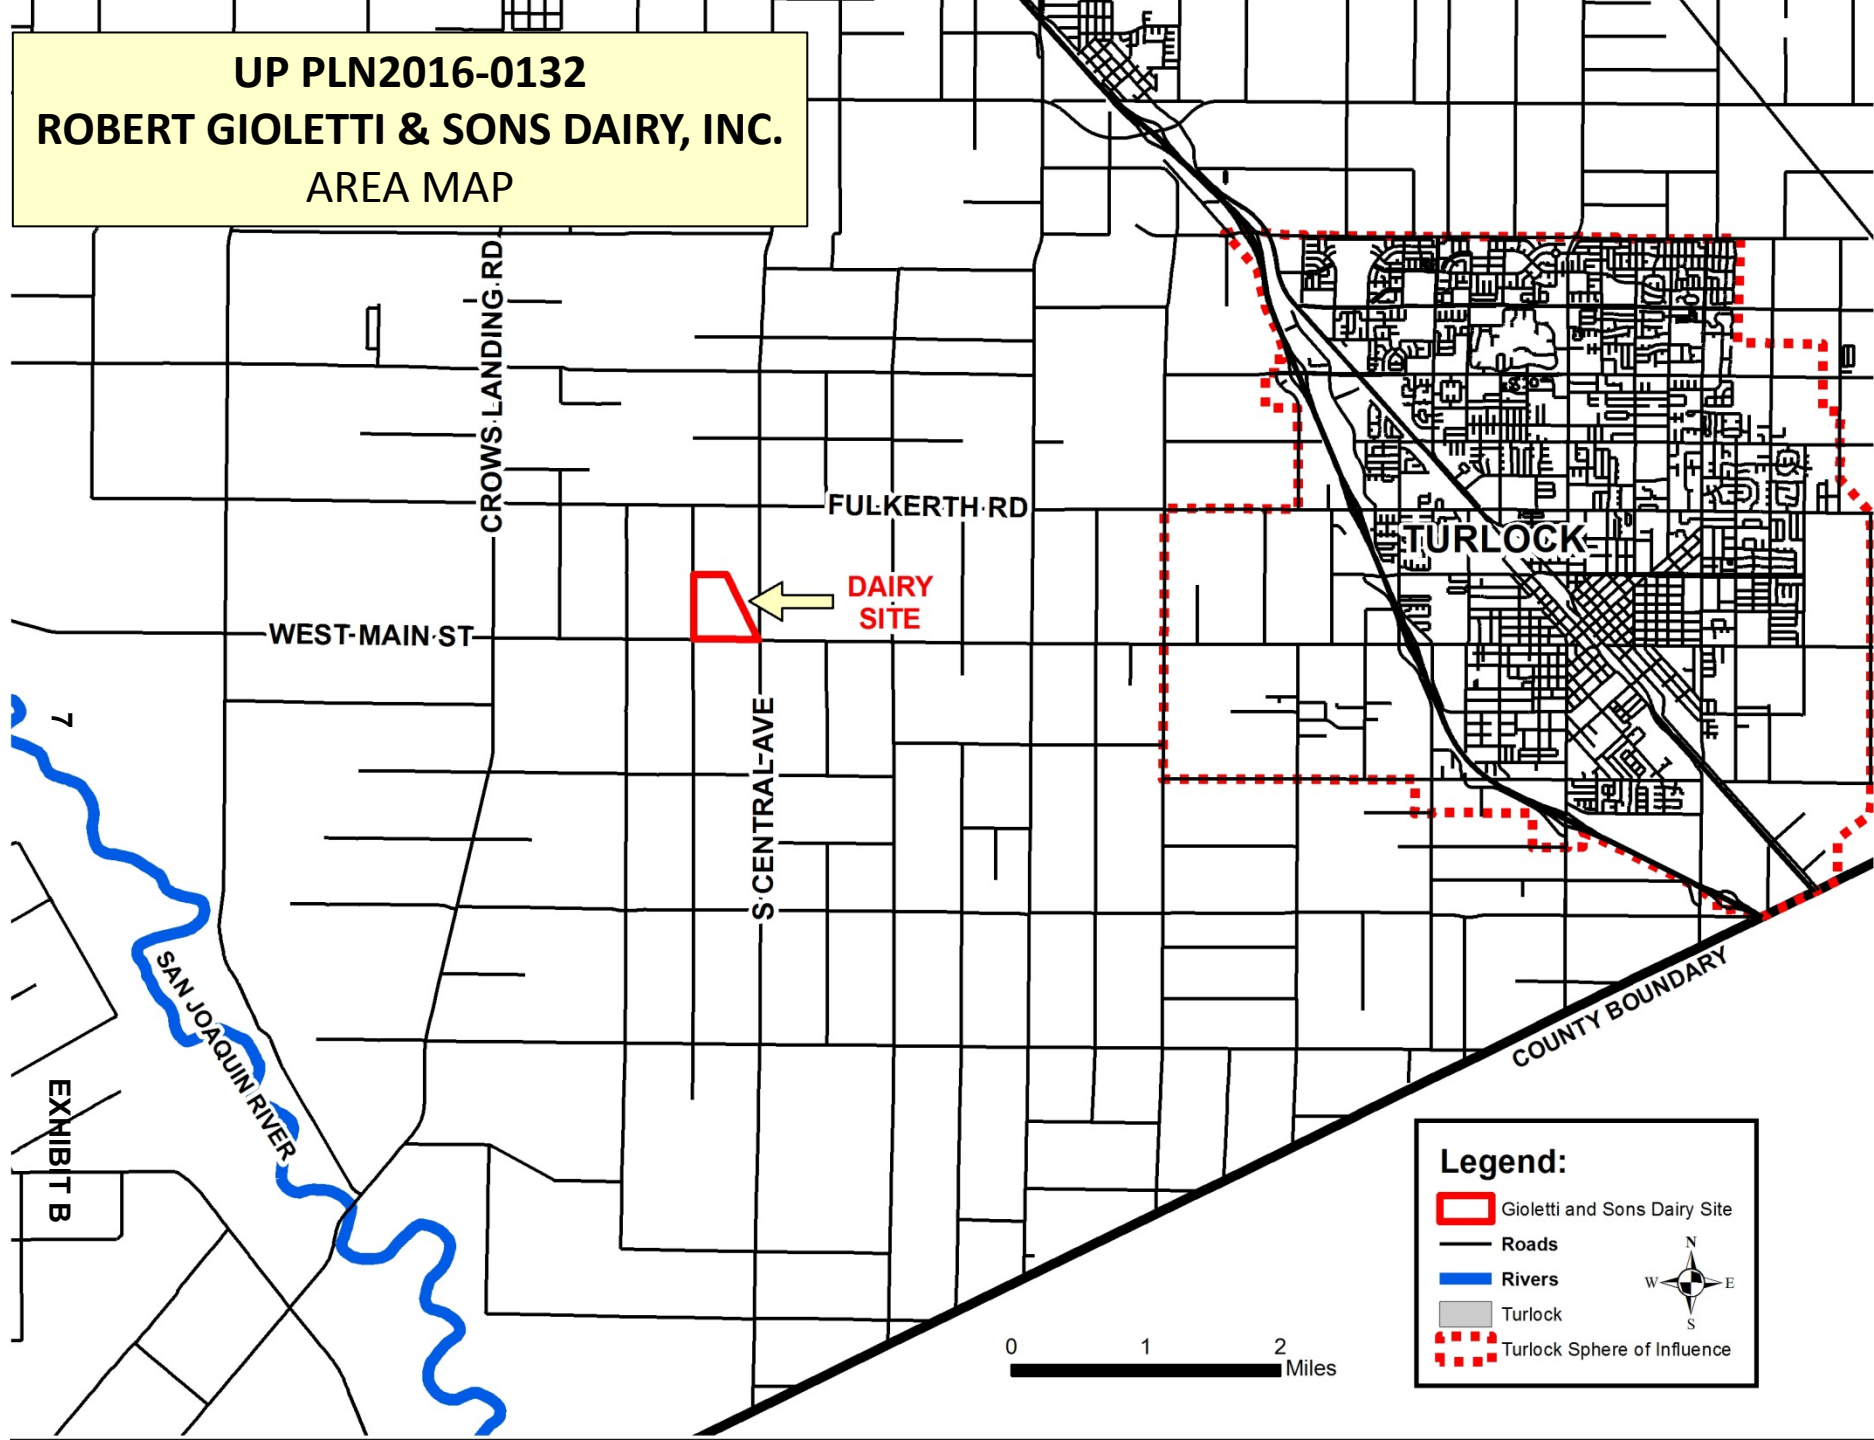 UP PLN2016-0132
ROBERT GIOLETTI & SONS DAIRY, INC.
AREA MAP
CROWS LANDING RD
FULKERTH RD
TURLOCK
DAIRY
SITE
WEST MAIN ST
S CENTRAL AVE
7
SAN JOAQUIN RIVER
COUNTY BOUNDARY
EXHIBIT B
Legend:
Gioletti and Sons Dairy Site
Roads
Rivers
Turlock
Turlock Sphere of Influence
N
W E
S
0 1 2
Miles